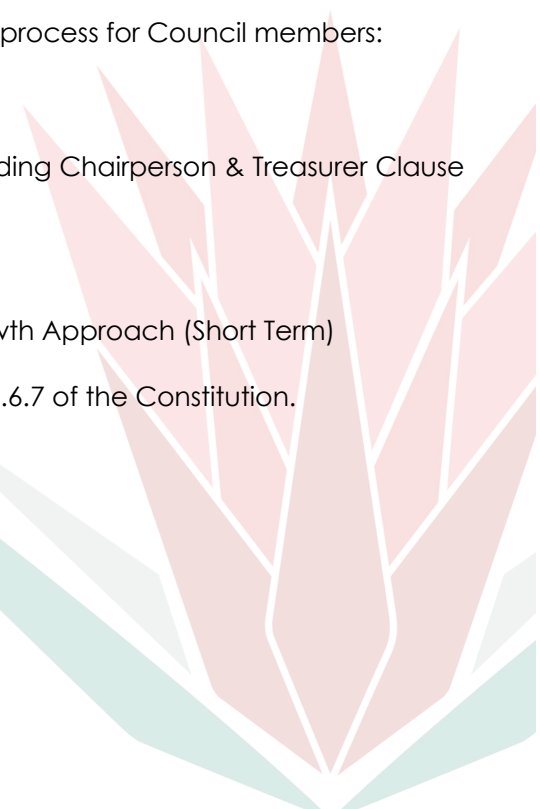 process for Council members:
ding Chairperson & Treasurer Clause
wth Approach (Short Term)
.6.7 of the Constitution.